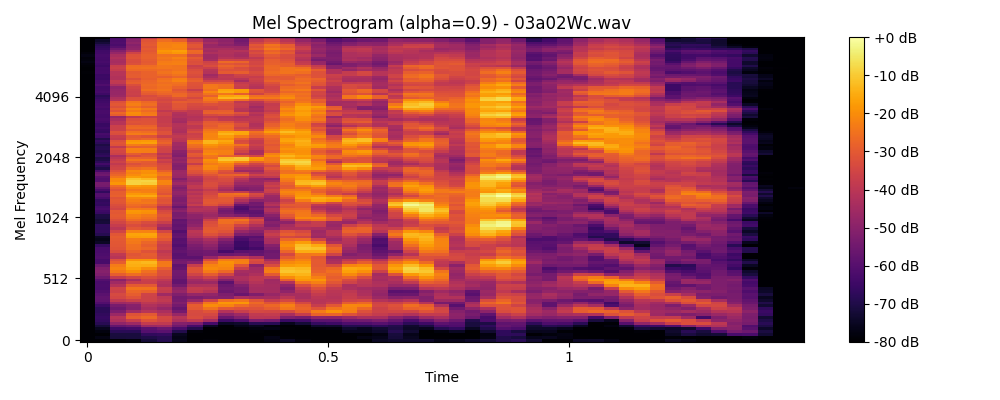 Mel Spectrogram (alpha=0.9) - 03a02Wc.wav
Mel Frequency
4096
2048
1024
512
0
0
0.5
1
Time
+0 dB
-10 dB
-20 dB
-30 dB
-40 dB
-50 dB
-60 dB
-70 dB
-80 dB